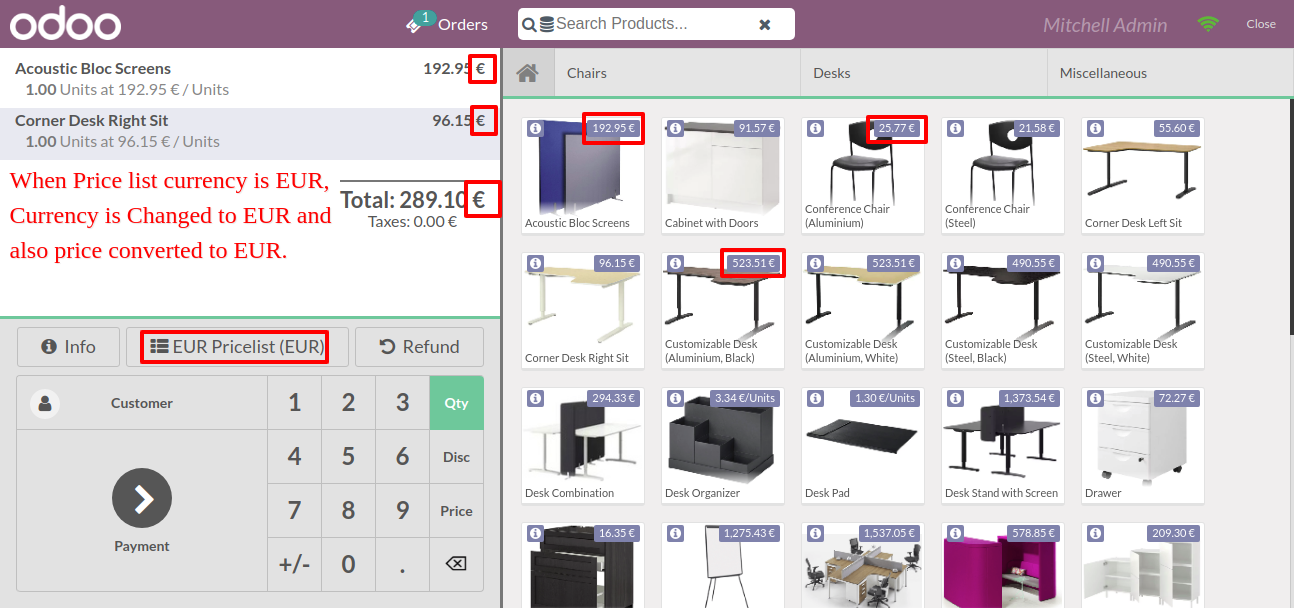 odoo
1 Orders
Search Products...
Mitchell Admin
Close
Acoustic Bloc Screens 192.95 €
1.00 Units at 192.95 € / Units
Corner Desk Right Sit 96.15 €
1.00 Units at 96.15 € / Units
Total: 289.10 €
Taxes: 0.00 €
When Price list currency is EUR,
Currency is Changed to EUR and
also price converted to EUR.
Info
EUR Pricelist (EUR)
Refund
Customer
1 2 3 Qty
4 5 6 Disc
7 8 9 Price
+/- 0 .
Payment
Chairs Desks Miscellaneous
192.95 €
Acoustic Bloc Screens
91.57 €
Cabinet with Doors
25.77 €
Conference Chair
(Aluminium)
21.58 €
Conference Chair
(Steel)
55.60 €
Corner Desk Left Sit
96.15 €
Corner Desk Right Sit
523.51 €
Customizable Desk
(Aluminium, Black)
523.51 €
Customizable Desk
(Aluminium, White)
490.55 €
Customizable Desk
(Steel, Black)
490.55 €
Customizable Desk
(Steel, White)
294.33 €
Desk Combination
3.34 €/Units
Desk Organizer
1.30 €/Units
Desk Pad
1,373.54 €
Desk Stand with Screen
72.27 €
Drawer
16.35 €
1,275.43 €
1,537.05 €
578.85 €
209.30 €